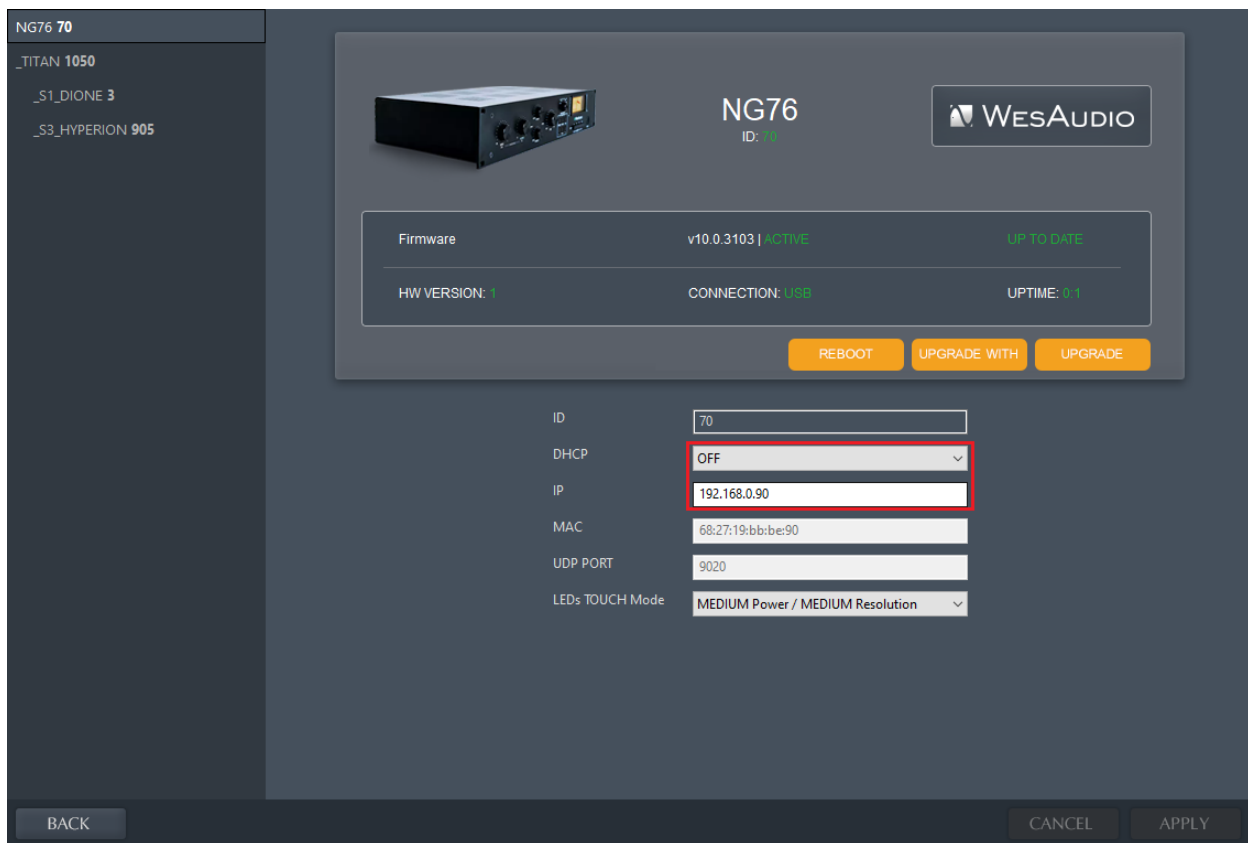 NG76 70
_TITAN 1050
_S1_DIONE 3
_S3_HYPERION 905
NG76
ID: 70
WESAUDIO
Firmware v10.0.3103 | ACTIVE UP TO DATE
HW VERSION: 1 CONNECTION: USB UPTIME: 0:1
REBOOT UPGRADE WITH UPGRADE
ID 70
DHCP OFF
IP 192.168.0.90
MAC 68:27:19:bb:be:90
UDP PORT 9020
LEDs TOUCH Mode MEDIUM Power / MEDIUM Resolution
BACK CANCEL APPLY